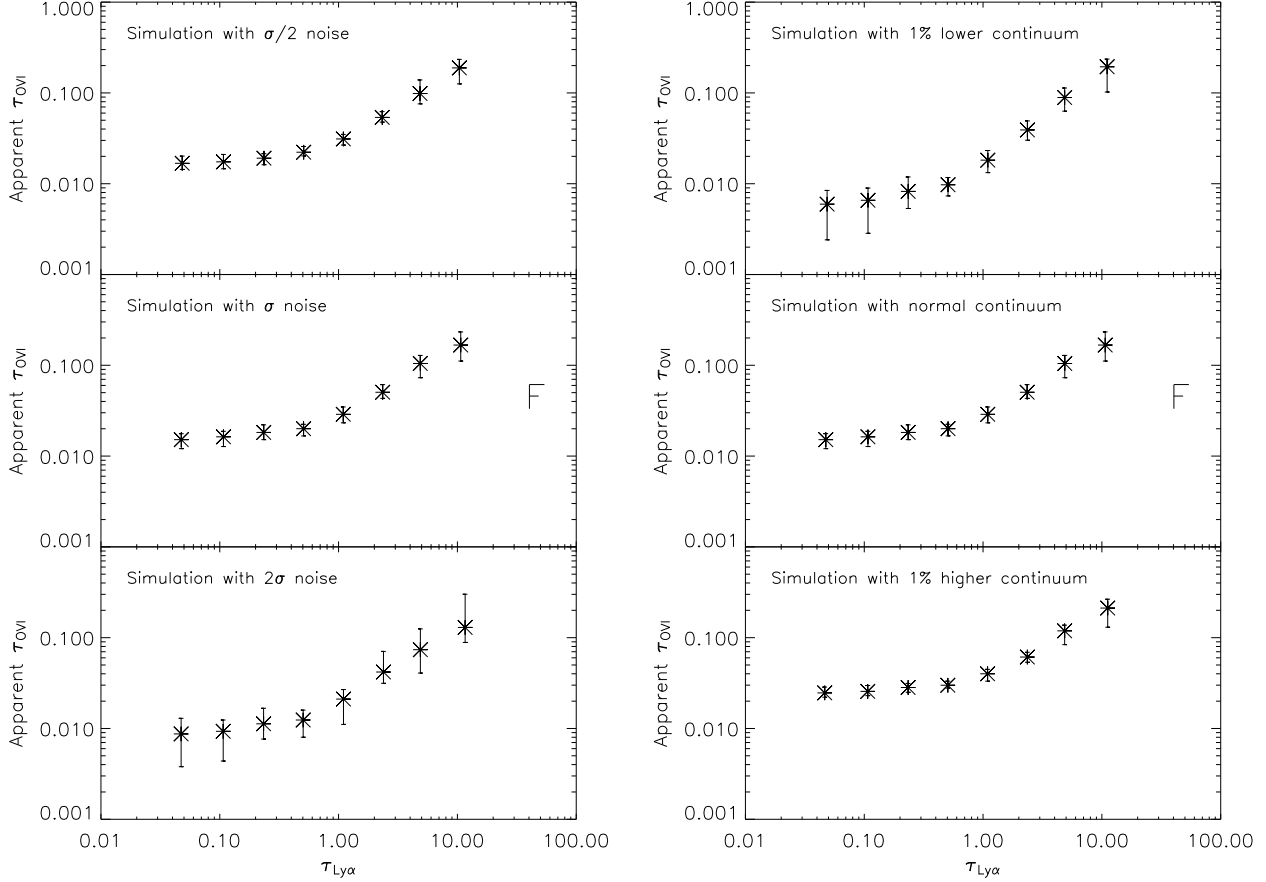 1.000
Simulation with σ/2 noise
0.100
Apparent τOVI
0.010
0.001
Simulation with σ noise
0.100
Apparent τOVI
F
0.010
0.001
Simulation with 2σ noise
0.100
Apparent τOVI
0.010
0.001
0.01 0.10 1.00 10.00 100.00
τLyα
1.000
Simulation with 1% lower continuum
0.100
Apparent τOVI
0.010
0.001
Simulation with normal continuum
0.100
Apparent τOVI
F
0.010
0.001
Simulation with 1% higher continuum
0.100
Apparent τOVI
0.010
0.001
0.01 0.10 1.00 10.00 100.00
τLyα